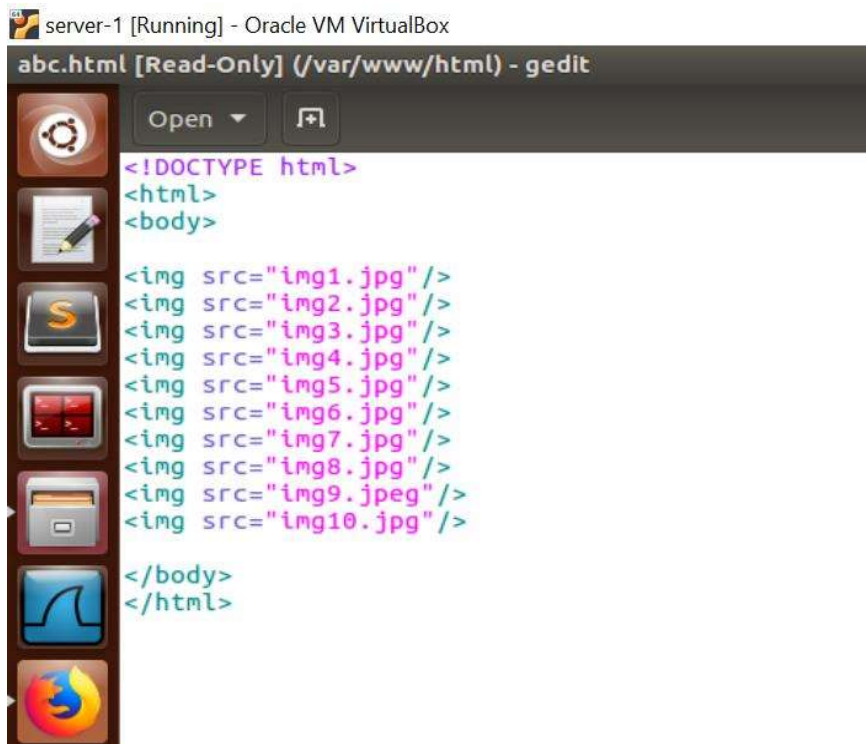 server-1 [Running] - Oracle VM VirtualBox
abc.html [Read-Only] (/var/www/html) - gedit
Open
<!DOCTYPE html>
<html>
<body>
<img src="img1.jpg"/>
<img src="img2.jpg"/>
<img src="img3.jpg"/>
<img src="img4.jpg"/>
<img src="img5.jpg"/>
<img src="img6.jpg"/>
<img src="img7.jpg"/>
<img src="img8.jpg"/>
<img src="img9.jpeg"/>
<img src="img10.jpg"/>
</body>
</html>